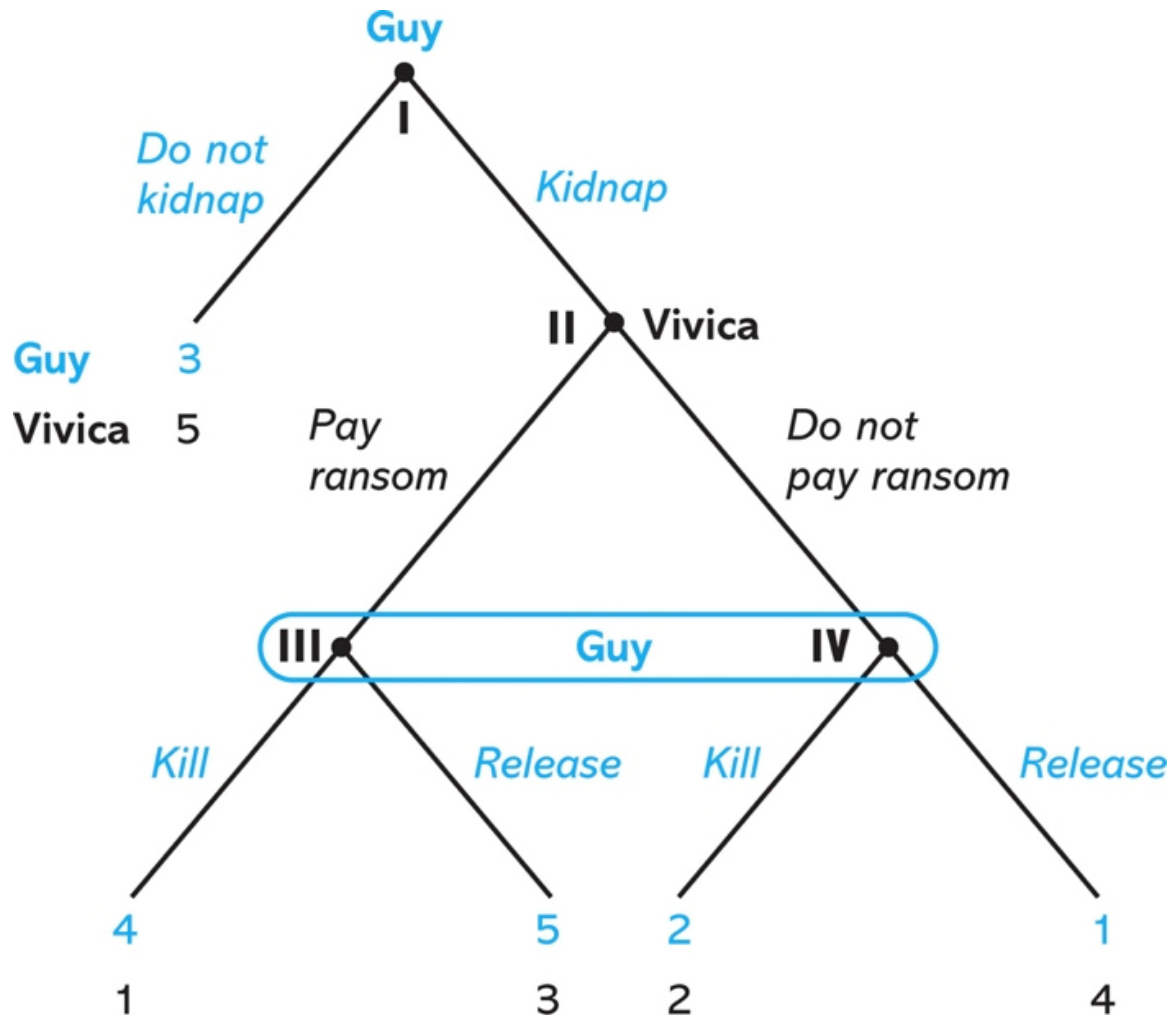 Guy
I
Do not
kidnap
Kidnap
II Vivica
Guy 3
Vivica 5
Pay
ransom
Do not
pay ransom
III Guy IV
Kill Release Kill Release
4 5 2 1
1 3 2 4